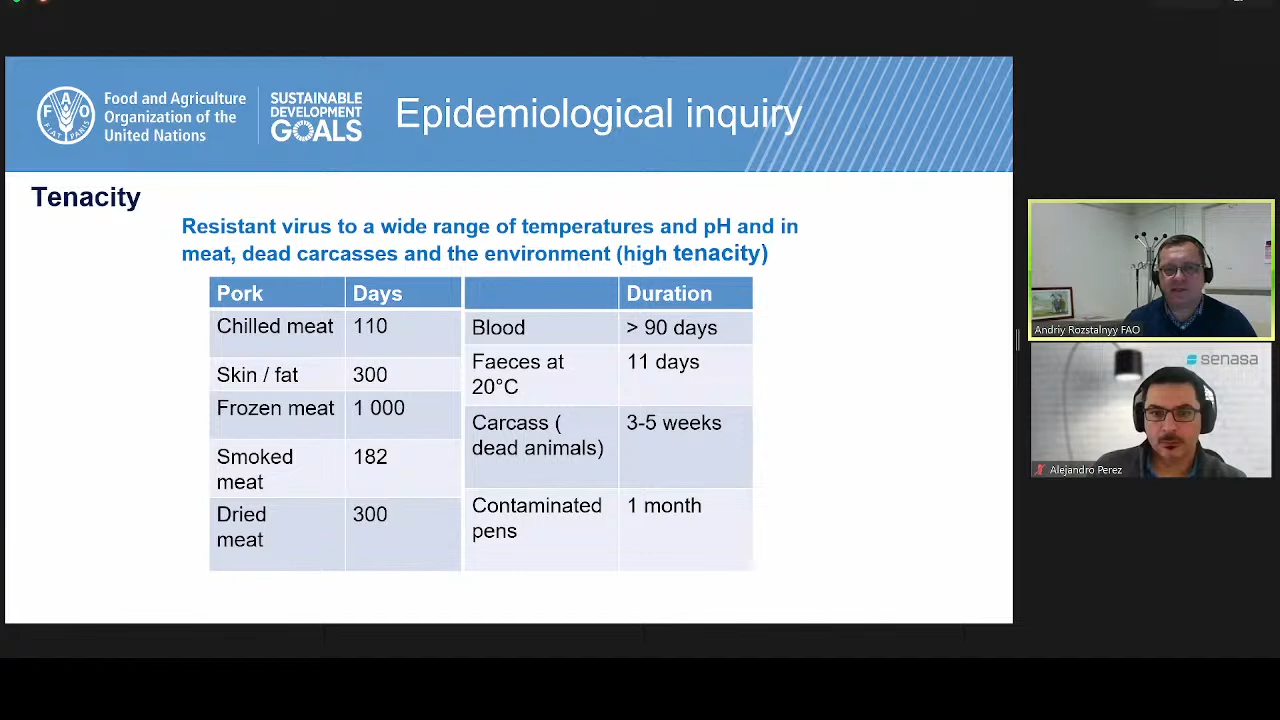 Food and Agriculture
Organization of the
United Nations
SUSTAINABLE
DEVELOPMENT
GOALS
Epidemiological inquiry
Tenacity
Resistant virus to a wide range of temperatures and pH and in
meat, dead carcasses and the environment (high tenacity)
Pork Days Duration
Chilled meat 110 Blood > 90 days
Skin / fat 300 Faeces at
20°C 11 days
Frozen meat 1 000 Carcass (
dead animals) 3-5 weeks
Smoked
meat 182
Dried
meat 300 Contaminated
pens 1 month
Andriy Rozstalnyy FAO
senasa
Alejandro Perez